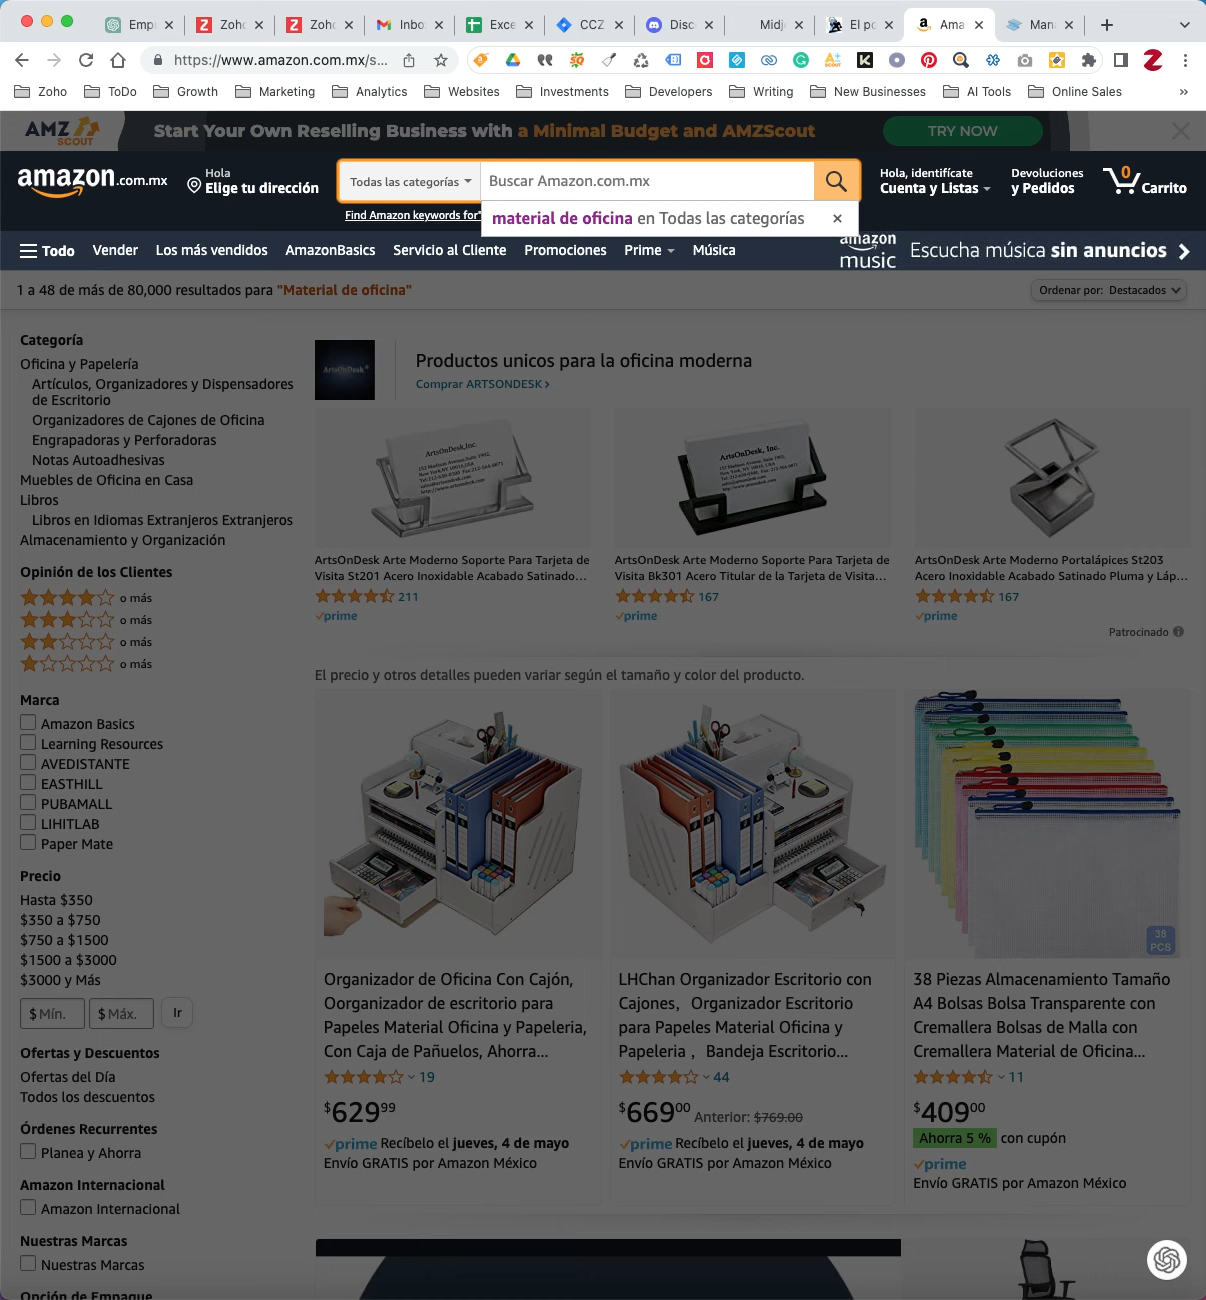 Empr
Zoho
Zoho
Inbo
Exce
CCZ
Disc
Midj
El po
Ama
Man
https://www.amazon.com.mx/s...
Zoho
ToDo
Growth
Marketing
Analytics
Websites
Investments
Developers
Writing
New Businesses
AI Tools
Online Sales
»
AMZ
SCOUT
Start Your Own Reselling Business with a Minimal Budget and AMZScout
TRY NOW
amazon.com.mx
Hola
Elige tu dirección
Todas las categorías
Buscar Amazon.com.mx
Hola, identifícate
Cuenta y Listas
Devoluciones
y Pedidos
0
Carrito
Find Amazon keywords for"
material de oficina en Todas las categorías
Todo
Vender
Los más vendidos
AmazonBasics
Servicio al Cliente
Promociones
Prime
Música
amazon
music
Escucha música sin anuncios
1 a 48 de más de 80,000 resultados para "Material de oficina"
Ordenar por: Destacados
Categoría
Oficina y Papelería
Artículos, Organizadores y Dispensadores
de Escritorio
Organizadores de Cajones de Oficina
Engrapadoras y Perforadoras
Notas Autoadhesivas
Muebles de Oficina en Casa
Libros
Libros en Idiomas Extranjeros Extranjeros
Almacenamiento y Organización
Opinión de los Clientes
o más
o más
o más
o más
Marca
Amazon Basics
Learning Resources
AVEDISTANTE
EASTHILL
PUBAMALL
LIHITLAB
Paper Mate
Precio
Hasta $350
$350 a $750
$750 a $1500
$1500 a $3000
$3000 y Más
$ Mín.
$ Máx.
Ir
Ofertas y Descuentos
Ofertas del Día
Todos los descuentos
Órdenes Recurrentes
Planea y Ahorra
Amazon Internacional
Amazon Internacional
Nuestras Marcas
Nuestras Marcas
Opción de Empaque
ArtsOnDesk®
Productos unicos para la oficina moderna
Comprar ARTSONDESK ›
ArtsOnDesk, Inc.
ArtsOnDesk, Inc.
ArtsOnDesk Arte Moderno Soporte Para Tarjeta de
Visita St201 Acero Inoxidable Acabado Satinado…
211
prime
ArtsOnDesk Arte Moderno Soporte Para Tarjeta de
Visita Bk301 Acero Titular de la Tarjeta de Visita…
167
prime
ArtsOnDesk Arte Moderno Portalápices St203
Acero Inoxidable Acabado Satinado Pluma y Láp…
167
prime
Patrocinado
El precio y otros detalles pueden variar según el tamaño y color del producto.
38
PCS
Organizador de Oficina Con Cajón,
Oorganizador de escritorio para
Papeles Material Oficina y Papeleria,
Con Caja de Pañuelos, Ahorra...
19
$629 99
prime Recíbelo el jueves, 4 de mayo
Envío GRATIS por Amazon México
LHChan Organizador Escritorio con
Cajones，Organizador Escritorio
para Papeles Material Oficina y
Papeleria，Bandeja Escritorio...
44
$669 00 Anterior: $769.00
prime Recíbelo el jueves, 4 de mayo
Envío GRATIS por Amazon México
38 Piezas Almacenamiento Tamaño
A4 Bolsas Bolsa Transparente con
Cremallera Bolsas de Malla con
Cremallera Material de Oficina...
11
$409 00
Ahorra 5 % con cupón
prime
Envío GRATIS por Amazon México